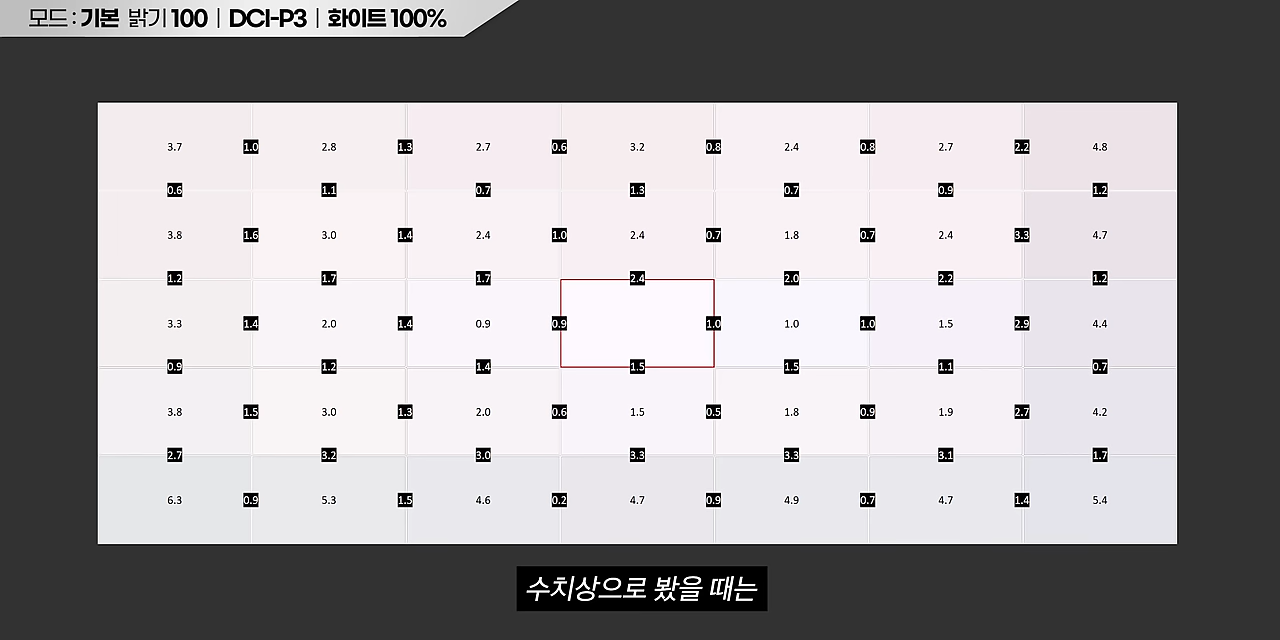 모드 : 기본 밝기 100 | DCI-P3 | 화이트 100%
3.7 1.0 2.8 1.3 2.7 0.6 3.2 0.8 2.4 0.8 2.7 2.2 4.8
0.6 1.1 0.7 1.3 0.7 0.9 1.2
3.8 1.6 3.0 1.4 2.4 1.0 2.4 0.7 1.8 0.7 2.4 3.3 4.7
1.2 1.7 1.7 2.4 2.0 2.2 1.2
3.3 1.4 2.0 1.4 0.9 0.9 1.0 1.0 1.0 1.5 2.9 4.4
0.9 1.2 1.4 1.5 1.5 1.1 0.7
3.8 1.5 3.0 1.3 2.0 0.6 1.5 0.5 1.8 0.9 1.9 2.7 4.2
2.7 3.2 3.0 3.3 3.3 3.1 1.7
6.3 0.9 5.3 1.5 4.6 0.2 4.7 0.9 4.9 0.7 4.7 1.4 5.4
수치상으로 봤을 때는